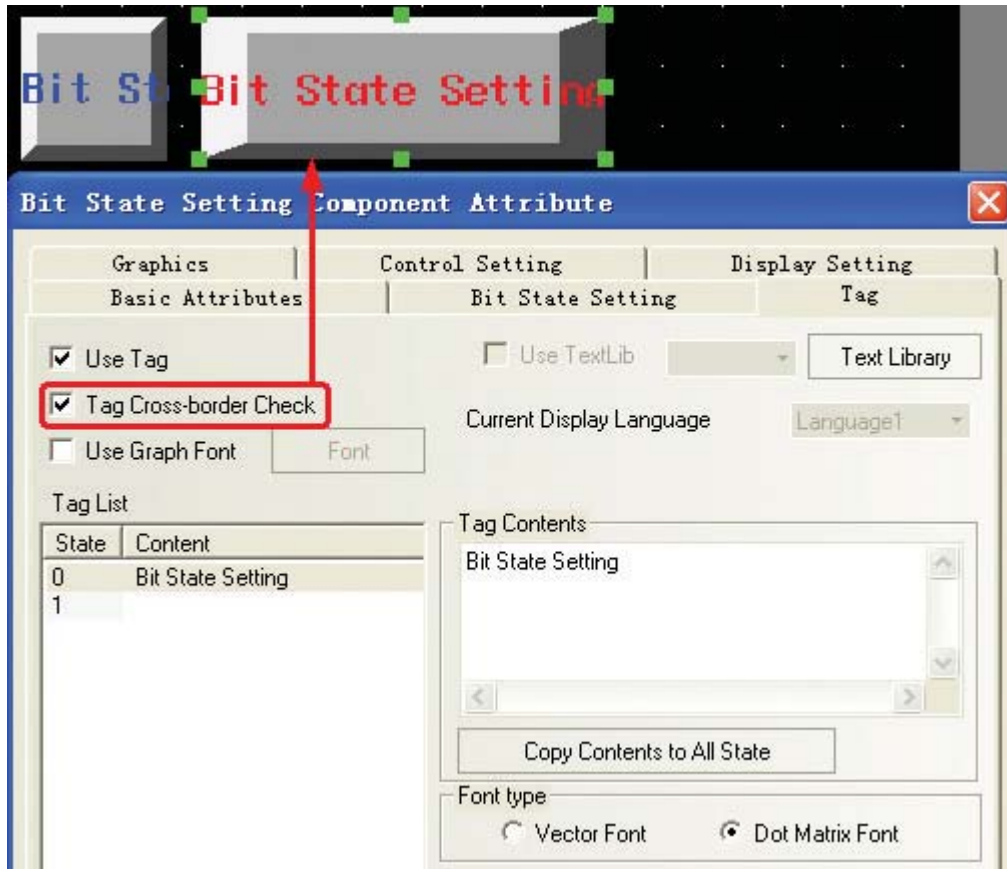 Bit St
Bit State Setting
Bit State Setting Component Attribute
Graphics
Control Setting
Display Setting
Basic Attributes
Bit State Setting
Tag
Use Tag
Use TextLib
Text Library
Tag Cross-border Check
Current Display Language
Language1
Use Graph Font
Font
Tag List
State
Content
0
Bit State Setting
1
Tag Contents
Bit State Setting
Copy Contents to All State
Font type
Vector Font
Dot Matrix Font